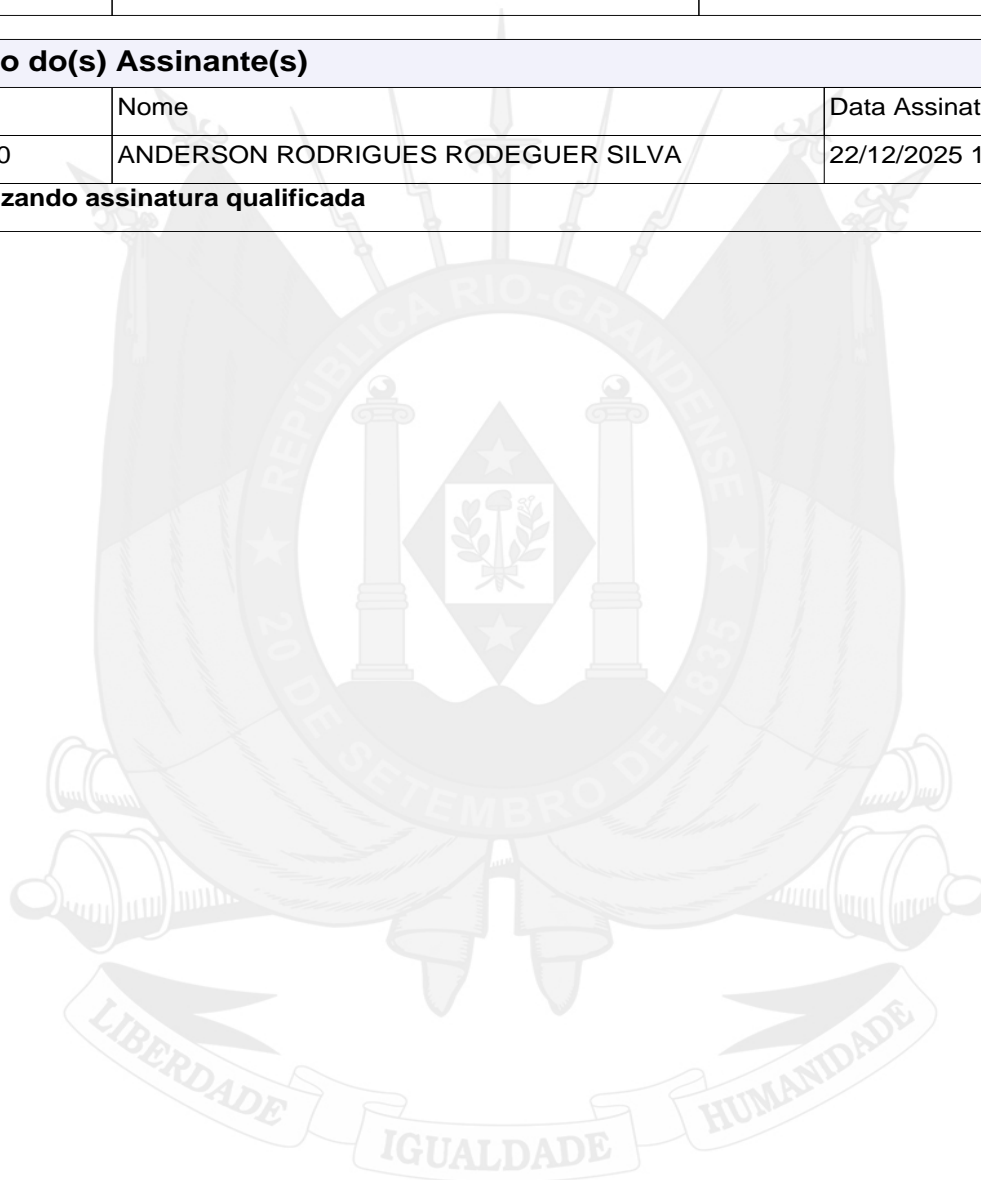 o do(s) Assinante(s)
Nome Data Assinat
0 ANDERSON RODRIGUES RODEGUER SILVA 22/12/2025 1
zando assinatura qualificada
REPÚBLICA RIO-GRANDENSE
★ 20 DE SETEMBRO DE 1835 ★
LIBERDADE IGUALDADE HUMANIDADE